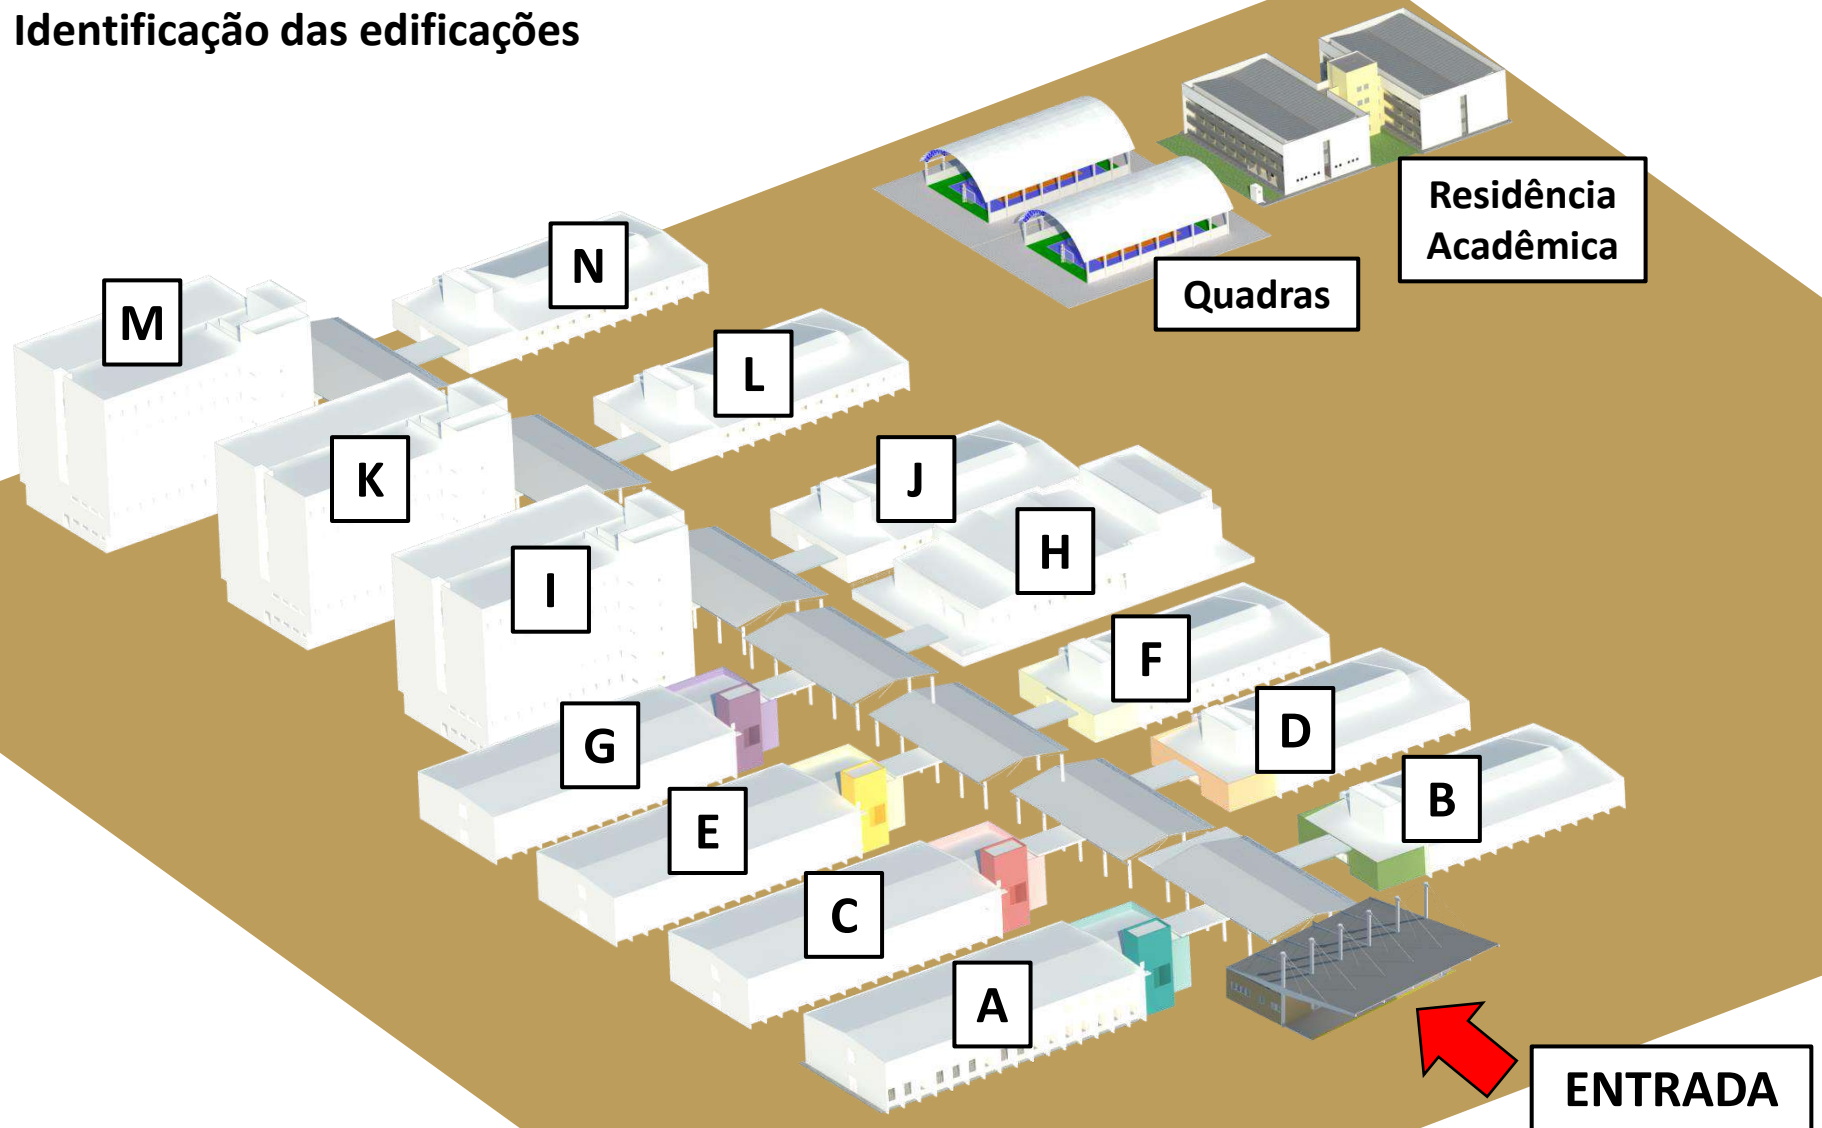 Identificação das edificações
Residência
Acadêmica
Quadras
N
M
L
K
J
H
I
F
G
D
B
E
C
A
ENTRADA